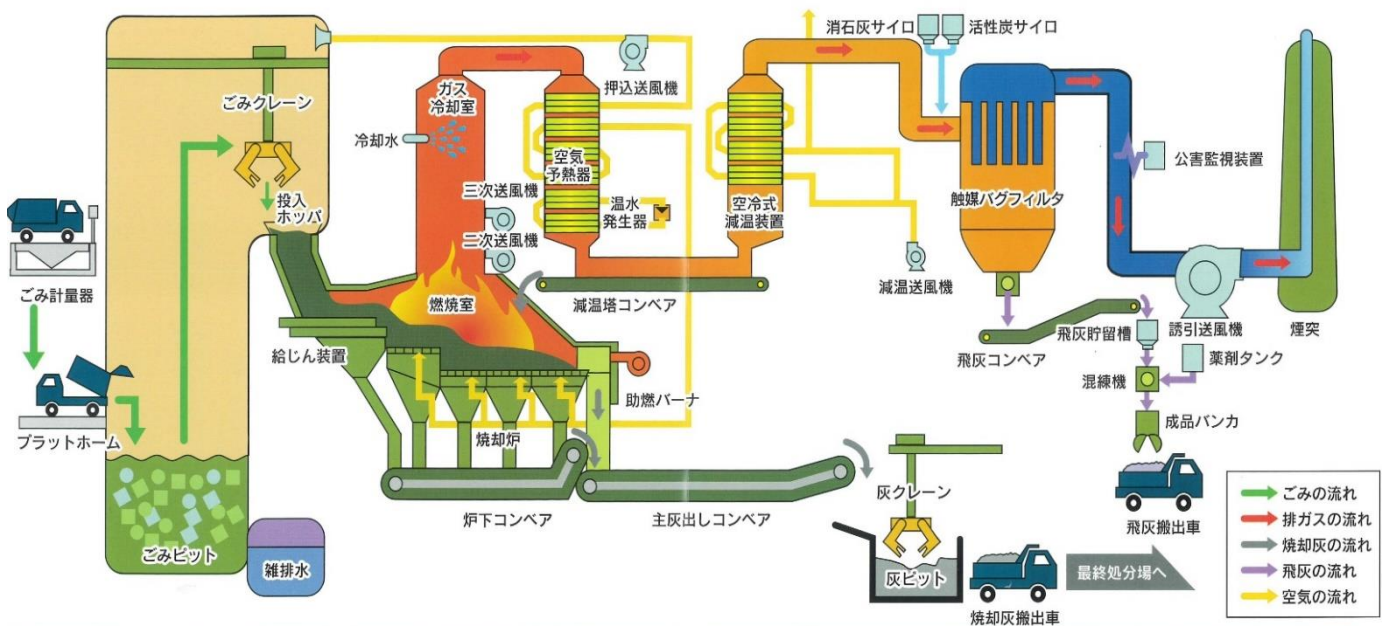 消石灰サイロ
活性炭サイロ
ごみクレーン
ガス
冷却室
押込送風機
冷却水
空気
予熱器
公害監視装置
三次送風機
投入
ホッパ
温水
発生器
空冷式
減温装置
触媒バグフィルタ
二次送風機
ごみ計量器
燃焼室
減温塔コンベア
減温送風機
飛灰貯留槽
誘引送風機
煙突
給じん装置
飛灰コンベア
薬剤タンク
混練機
助燃バーナ
プラットホーム
焼却炉
成品バンカ
灰クレーン
炉下コンベア
主灰出しコンベア
飛灰搬出車
ごみピット
雑排水
灰ピット
最終処分場へ
焼却灰搬出車
ごみの流れ
排ガスの流れ
焼却灰の流れ
飛灰の流れ
空気の流れ